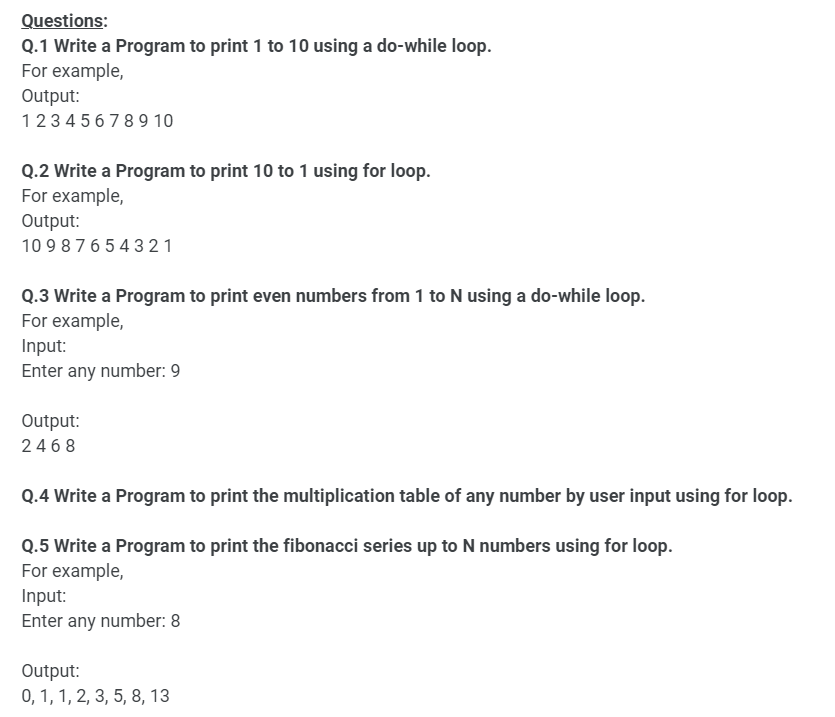 Questions:
Q.1 Write a Program to print 1 to 10 using a do-while loop.
For example,
Output:
1 2 3 4 5 6 7 8 9 10
Q.2 Write a Program to print 10 to 1 using for loop.
For example,
Output:
10 9 8 7 6 5 4 3 2 1
Q.3 Write a Program to print even numbers from 1 to N using a do-while loop.
For example,
Input:
Enter any number: 9
Output:
2 4 6 8
Q.4 Write a Program to print the multiplication table of any number by user input using for loop.
Q.5 Write a Program to print the fibonacci series up to N numbers using for loop.
For example,
Input:
Enter any number: 8
Output:
0, 1, 1, 2, 3, 5, 8, 13